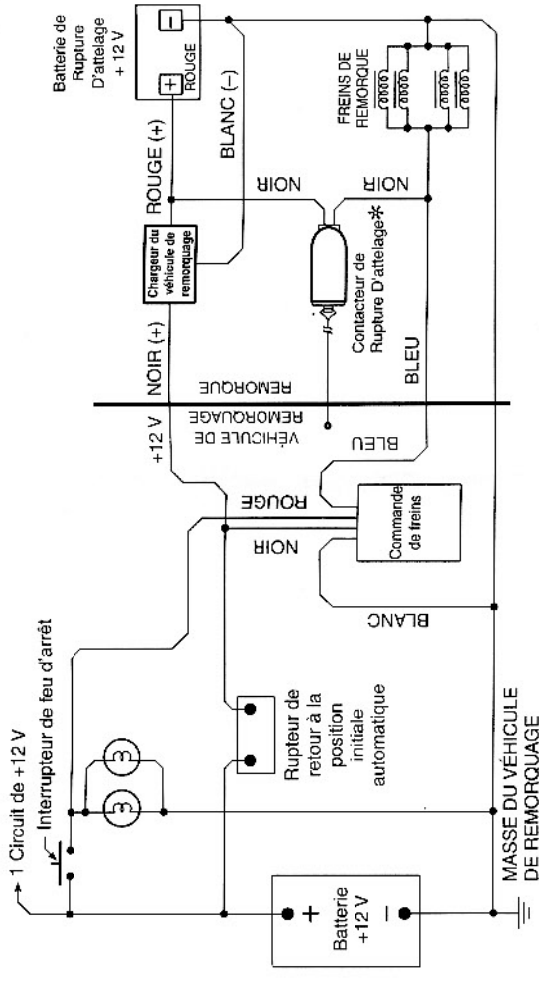 1 Circuit de +12 V
Interrupteur de feu d'arrêt
Batterie
+12 V
+
−
MASSE DU VÉHICULE
DE REMORQUAGE
Rupteur de
retour à la
position
initiale
automatique
BLANC
NOIR
ROUGE
Commande
de freins
BLEU
+12 V
VÉHICULE DE
REMORQUAGE
REMORQUE
NOIR (+)
Chargeur du
véhicule de
remorquage
ROUGE (+)
BLANC (−)
Batterie de
Rupture
D'attelage
+ 12 V
+
ROUGE
−
NOIR
NOIR
Contacteur de
Rupture D'attelage*
BLEU
FREINS DE
REMORQUE